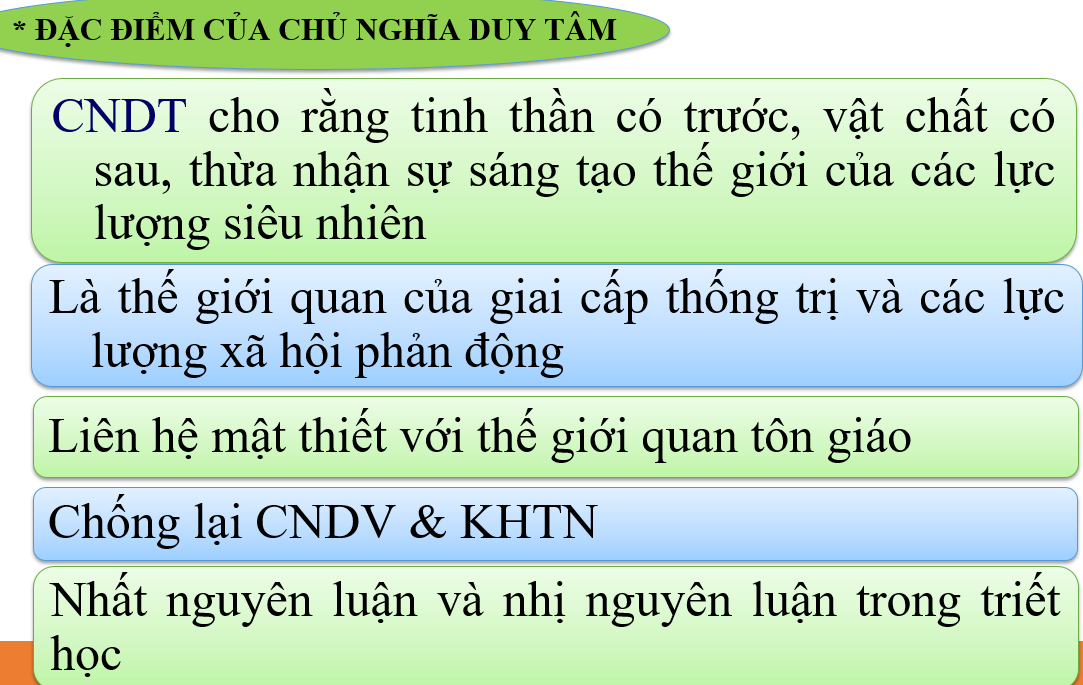 * ĐẶC ĐIỂM CỦA CHỦ NGHĨA DUY TÂM
CNDT cho rằng tinh thần có trước, vật chất có
sau, thừa nhận sự sáng tạo thế giới của các lực
lượng siêu nhiên
Là thế giới quan của giai cấp thống trị và các lực
lượng xã hội phản động
Liên hệ mật thiết với thế giới quan tôn giáo
Chống lại CNDV & KHTN
Nhất nguyên luận và nhị nguyên luận trong triết
học